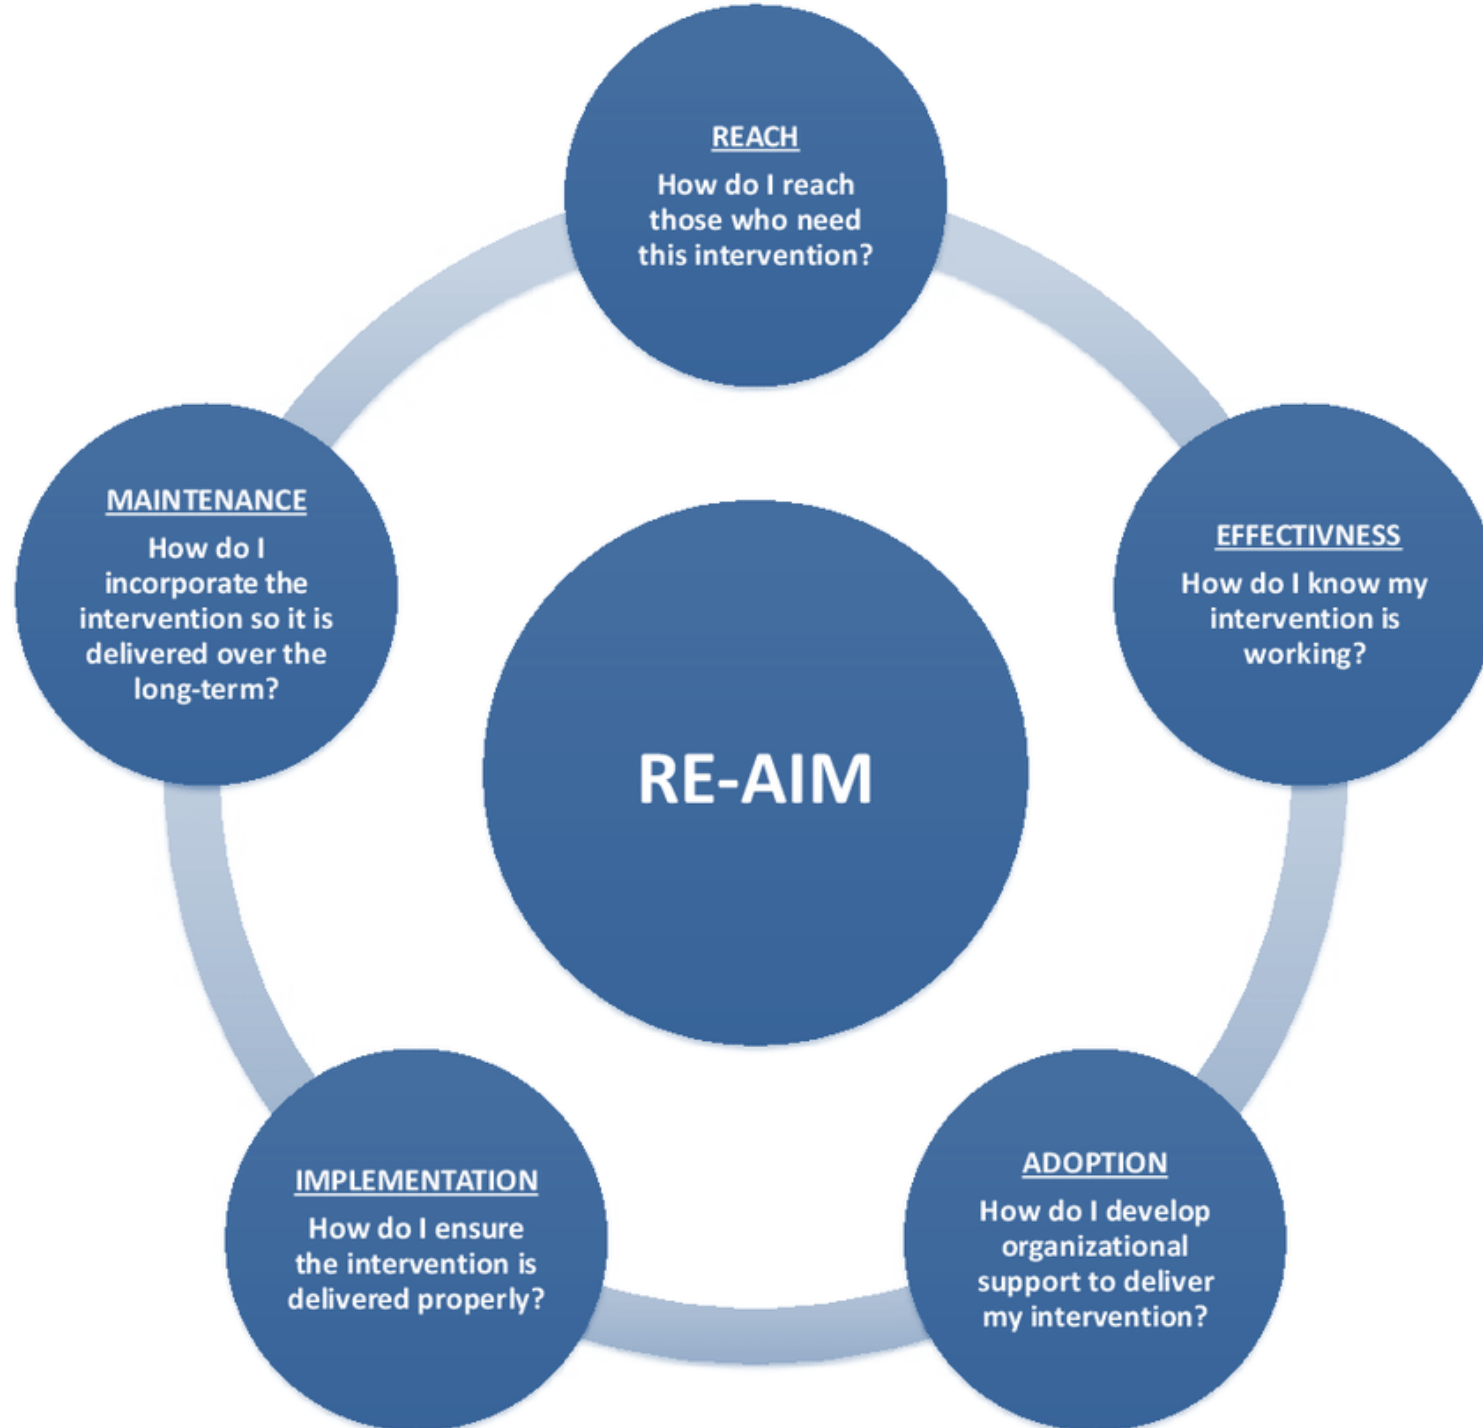 REACH
How do I reach
those who need
this intervention?
EFFECTIVNESS
How do I know my
intervention is
working?
ADOPTION
How do I develop
organizational
support to deliver
my intervention?
IMPLEMENTATION
How do I ensure
the intervention is
delivered properly?
MAINTENANCE
How do I
incorporate the
intervention so it is
delivered over the
long-term?
RE-AIM